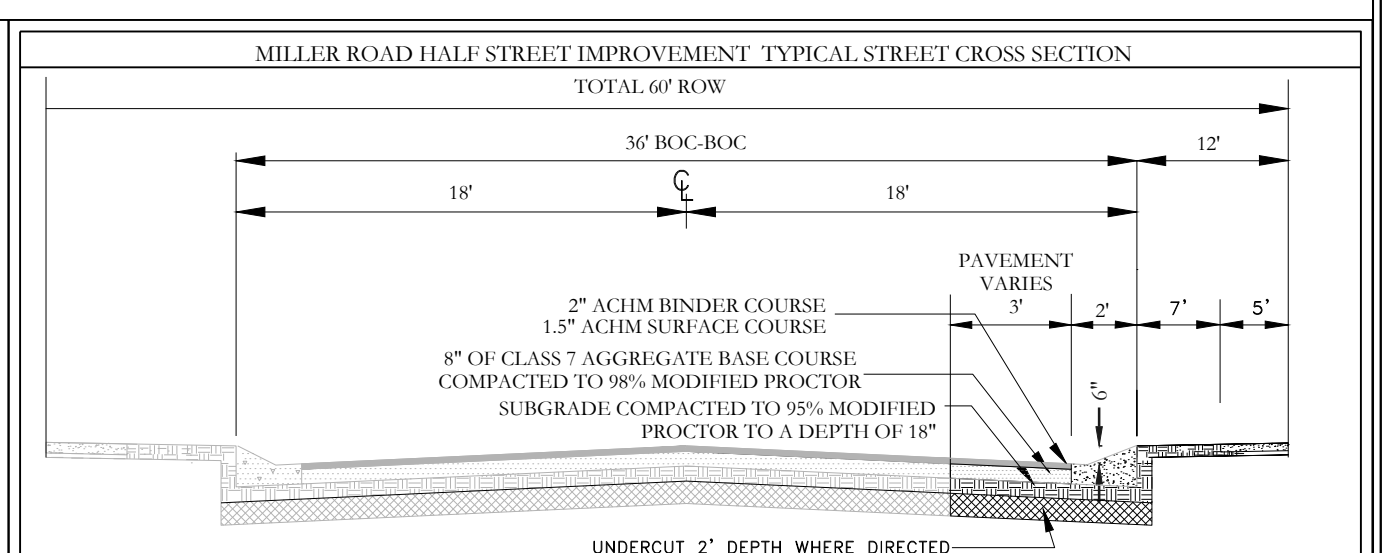 MILLER ROAD HALF STREET IMPROVEMENT TYPICAL STREET CROSS SECTION
TOTAL 60' ROW
36' BOC-BOC
12'
18'
℄
18'
PAVEMENT
VARIES
3'
2'
7'
5'
2" ACHM BINDER COURSE
1.5" ACHM SURFACE COURSE
8" OF CLASS 7 AGGREGATE BASE COURSE
COMPACTED TO 98% MODIFIED PROCTOR
6"
SUBGRADE COMPACTED TO 95% MODIFIED
PROCTOR TO A DEPTH OF 18"
UNDERCUT 2' DEPTH WHERE DIRECTED